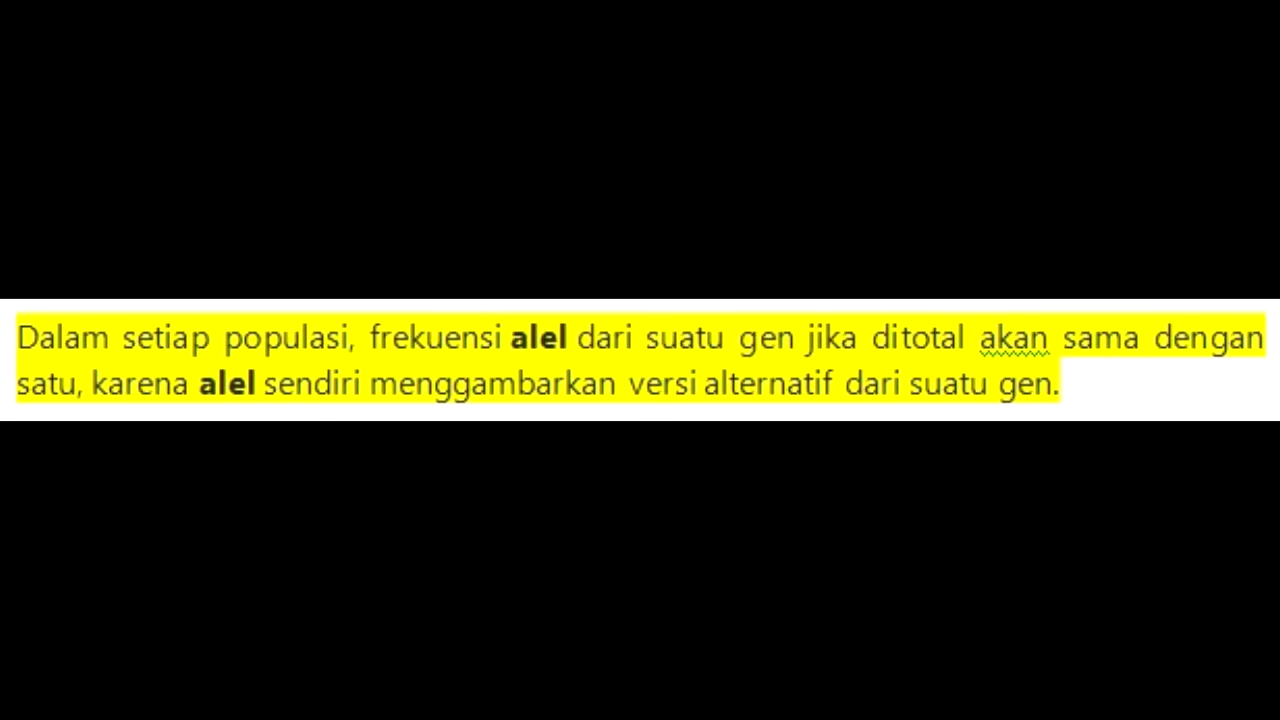 Dalam setiap populasi, frekuensi alel dari suatu gen jika ditotal akan sama dengan
satu, karena alel sendiri menggambarkan versi alternatif dari suatu gen.